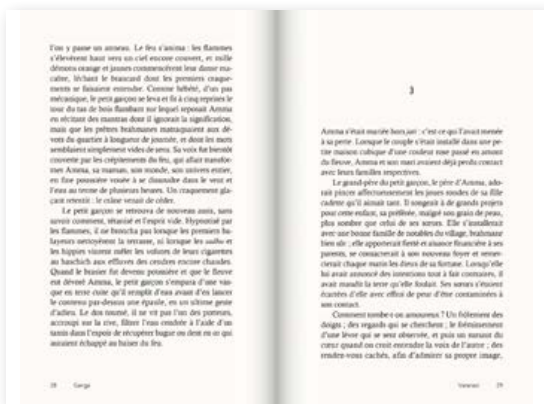 l'on y passe un anneau. Le feu s'anima : les flammes
s'élevèrent haut vers un ciel encore couvert, et mille
démons orange et jaunes commencèrent leur danse ma-
cabre, léchant le brancard dont les premiers craque-
ments se faisaient entendre. Comme hébété, d'un pas
mécanique, le petit garçon se leva et fit à cinq reprises le
tour du tas de bois flambant sur lequel reposait Amma
en récitant des mantras dont il ignorait la signification,
mais que les prêtres brahmanes matraquaient aux dé-
vots du quartier à longueur de journée, et dont les mots
semblaient simplement vides de sens. Sa voix fut bientôt
couverte par les crépitements du feu, qui allait transfor-
mer Amma, sa maman, son monde, son univers entier,
en fine poussière vouée à se dissoudre dans le vent et
l'eau au terme de plusieurs heures. Un craquement gla-
çant retentit : le crâne venait de céder.
Le petit garçon se retrouva de nouveau assis, sans
savoir comment, rétracté et l'esprit vide. Hypnotisé par
les flammes, il ne broncha pas lorsque les premiers ba-
layeurs nettoyèrent la terrasse, ni lorsque les sadhu et
les hippies vinrent mêler les volutes de leurs cigarettes
au haschich aux effluves des cendres encore chaudes.
Quand le brasier fut devenu poussière et que le fleuve
eut dévoré Amma, le petit garçon s'empara d'une vas-
que en terre cuite qu'il remplit d'eau avant d'en lancer
le contenu par-dessus une épaule, en un ultime geste
d'adieu. Le dos tourné, il ne vit pas l'un des porteurs,
accroupi sur la rive, filtrer l'eau cendrée à l'aide d'un
tamis dans l'espoir de récupérer bague ou dent en or qui
auraient échappé au baiser du feu.
28 Ganga
3
Amma s'était mariée hors jati : c'est ce qui l'avait menée
à sa perte. Lorsque le couple s'était installé dans une pe-
tite maison cubique d'une couleur rose passé en amont
du fleuve, Amma et son mari avaient déjà perdu contact
avec leurs familles respectives.
Le grand-père du petit garçon, le père d'Amma, ado-
rait pincer affectueusement les joues rondes de sa fille
cadette qu'il aimait tant. Il songeait à de grands projets
pour cette enfant, sa préférée, malgré son grain de peau,
plus sombre que celui de ses sœurs. Elle s'installerait
avec une bonne famille de notables du village, brahmane
bien sûr ; elle apporterait fierté et aisance financière à ses
parents, se consacrerait à son nouveau foyer et remer-
cierait chaque matin les dieux de sa fortune. Lorsqu'elle
lui avait annoncé des intentions tout à fait contraires, il
avait maudit la terre qu'elle foulait. Ses sœurs s'étaient
écartées d'elle avec effroi de peur d'être contaminées à
son contact.
Comment tombe-t-on amoureux ? Un frôlement des
doigts ; des regards qui se cherchent ; le frémissement
d'une lèvre qui se sent observée, et puis un sursaut du
cœur quand on croit entendre la voix de l'autre ; des
rendez-vous cachés, afin d'admirer sa propre image,
29